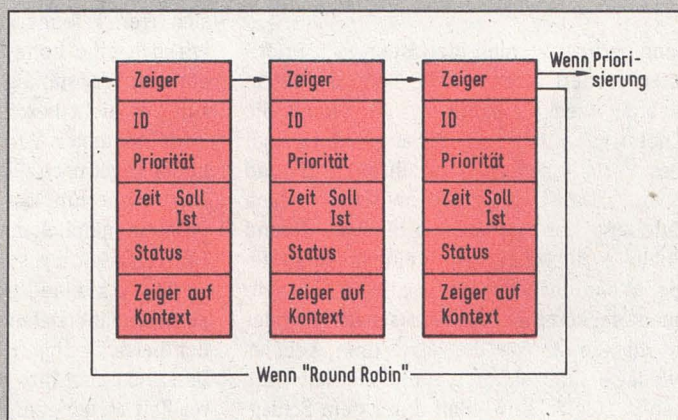 Zeiger
ID
Priorität
Zeit Soll
Ist
Status
Zeiger auf
Kontext
Zeiger
ID
Priorität
Zeit Soll
Ist
Status
Zeiger auf
Kontext
Zeiger
ID
Priorität
Zeit Soll
Ist
Status
Zeiger auf
Kontext
Wenn Priori-
sierung
Wenn "Round Robin"